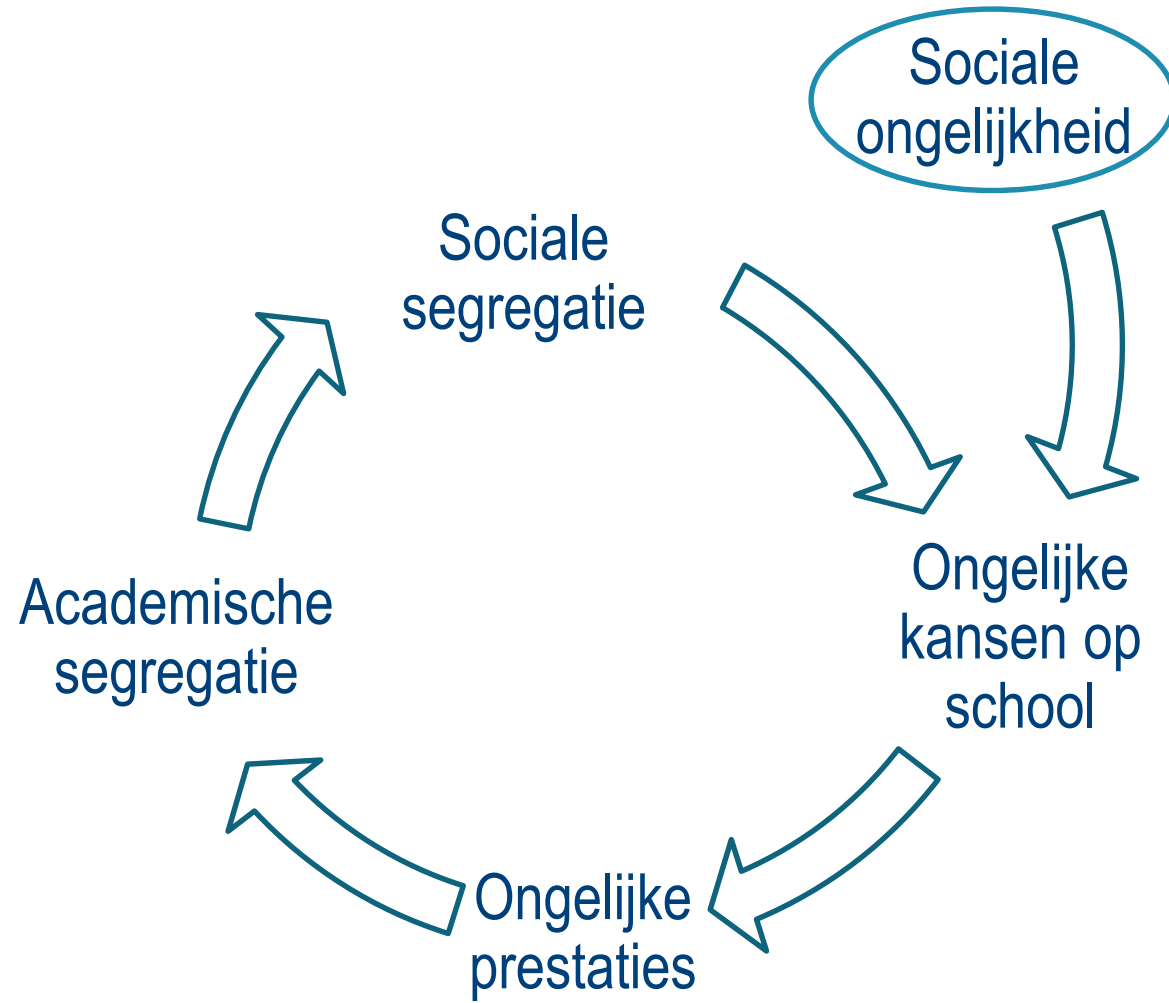 Sociale
ongelijkheid
Sociale
segregatie
Ongelijke
kansen op
school
Ongelijke
prestaties
Academische
segregatie